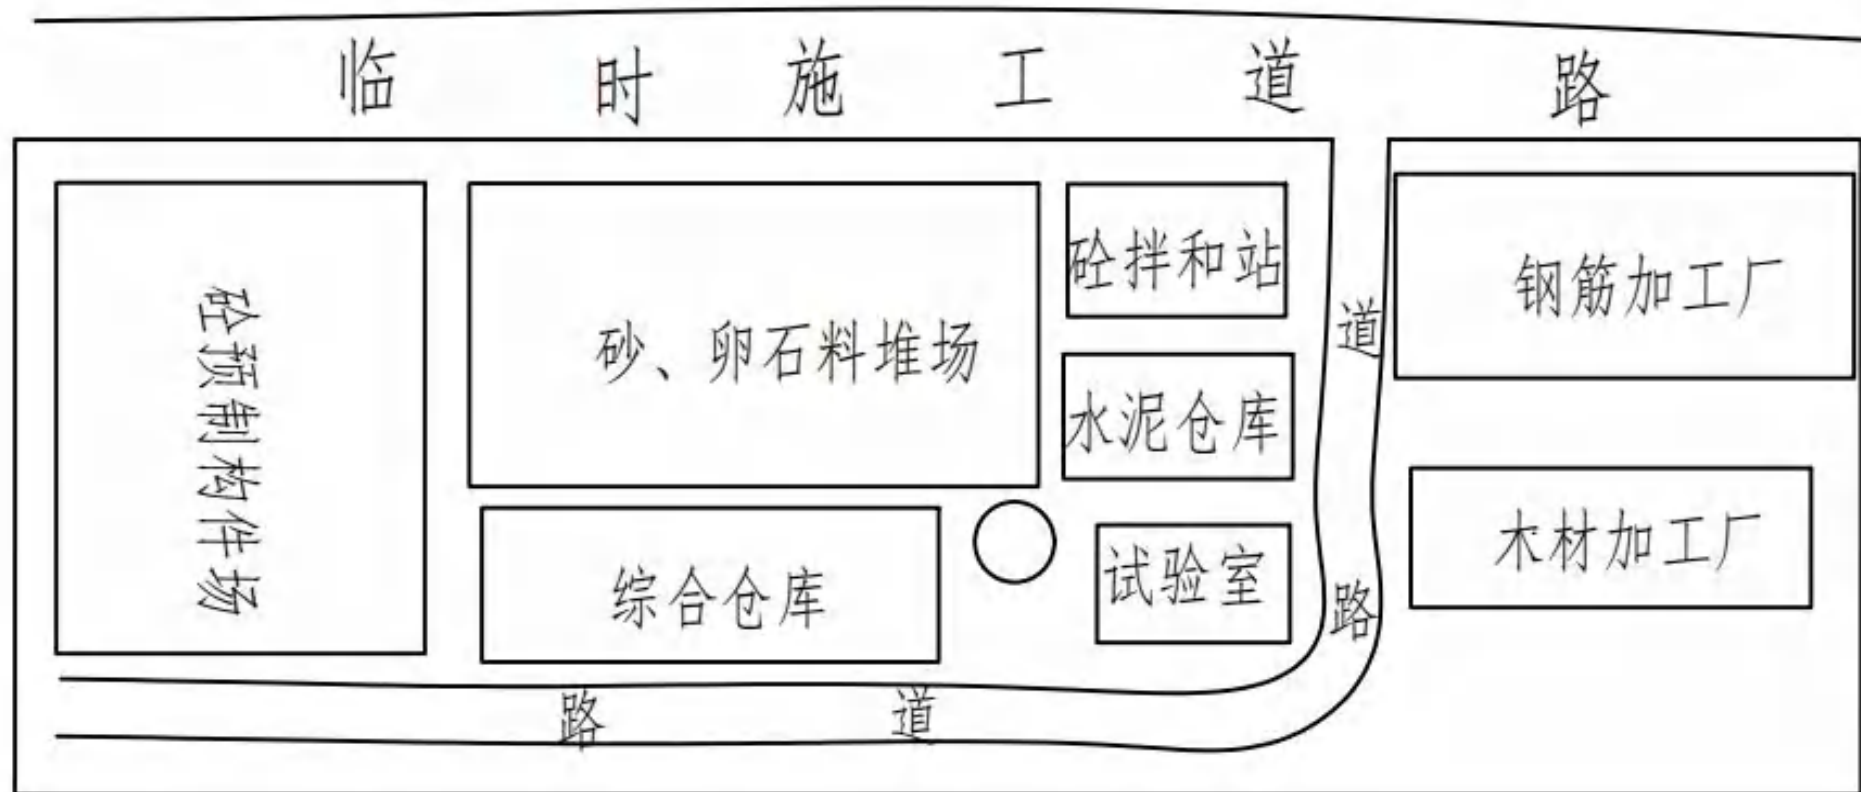 临时施工道路
砼预制构件场
砂、卵石料堆场
砼拌和站
水泥仓库
综合仓库
试验室
道路
钢筋加工厂
木材加工厂
路道